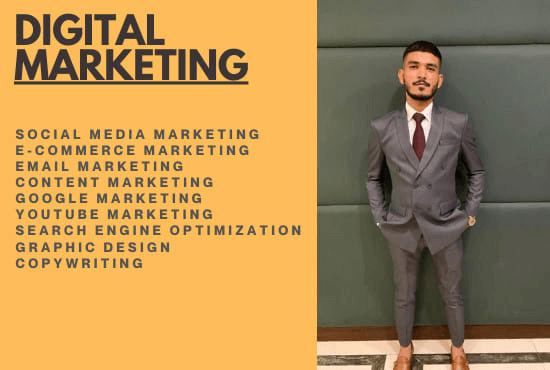 DIGITAL
MARKETING
SOCIAL MEDIA MARKETING
E-COMMERCE MARKETING
EMAIL MARKETING
CONTENT MARKETING
GOOGLE MARKETING
YOUTUBE MARKETING
SEARCH ENGINE OPTIMIZATION
GRAPHIC DESIGN
COPYWRITING